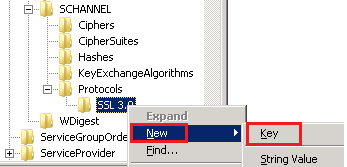 SCHANNEL
Ciphers
CipherSuites
Hashes
KeyExchangeAlgorithms
Protocols
SSL 3.0
WDigest
ServiceGroupOrde
ServiceProvider
Expand
New
Find...
Key
String Value